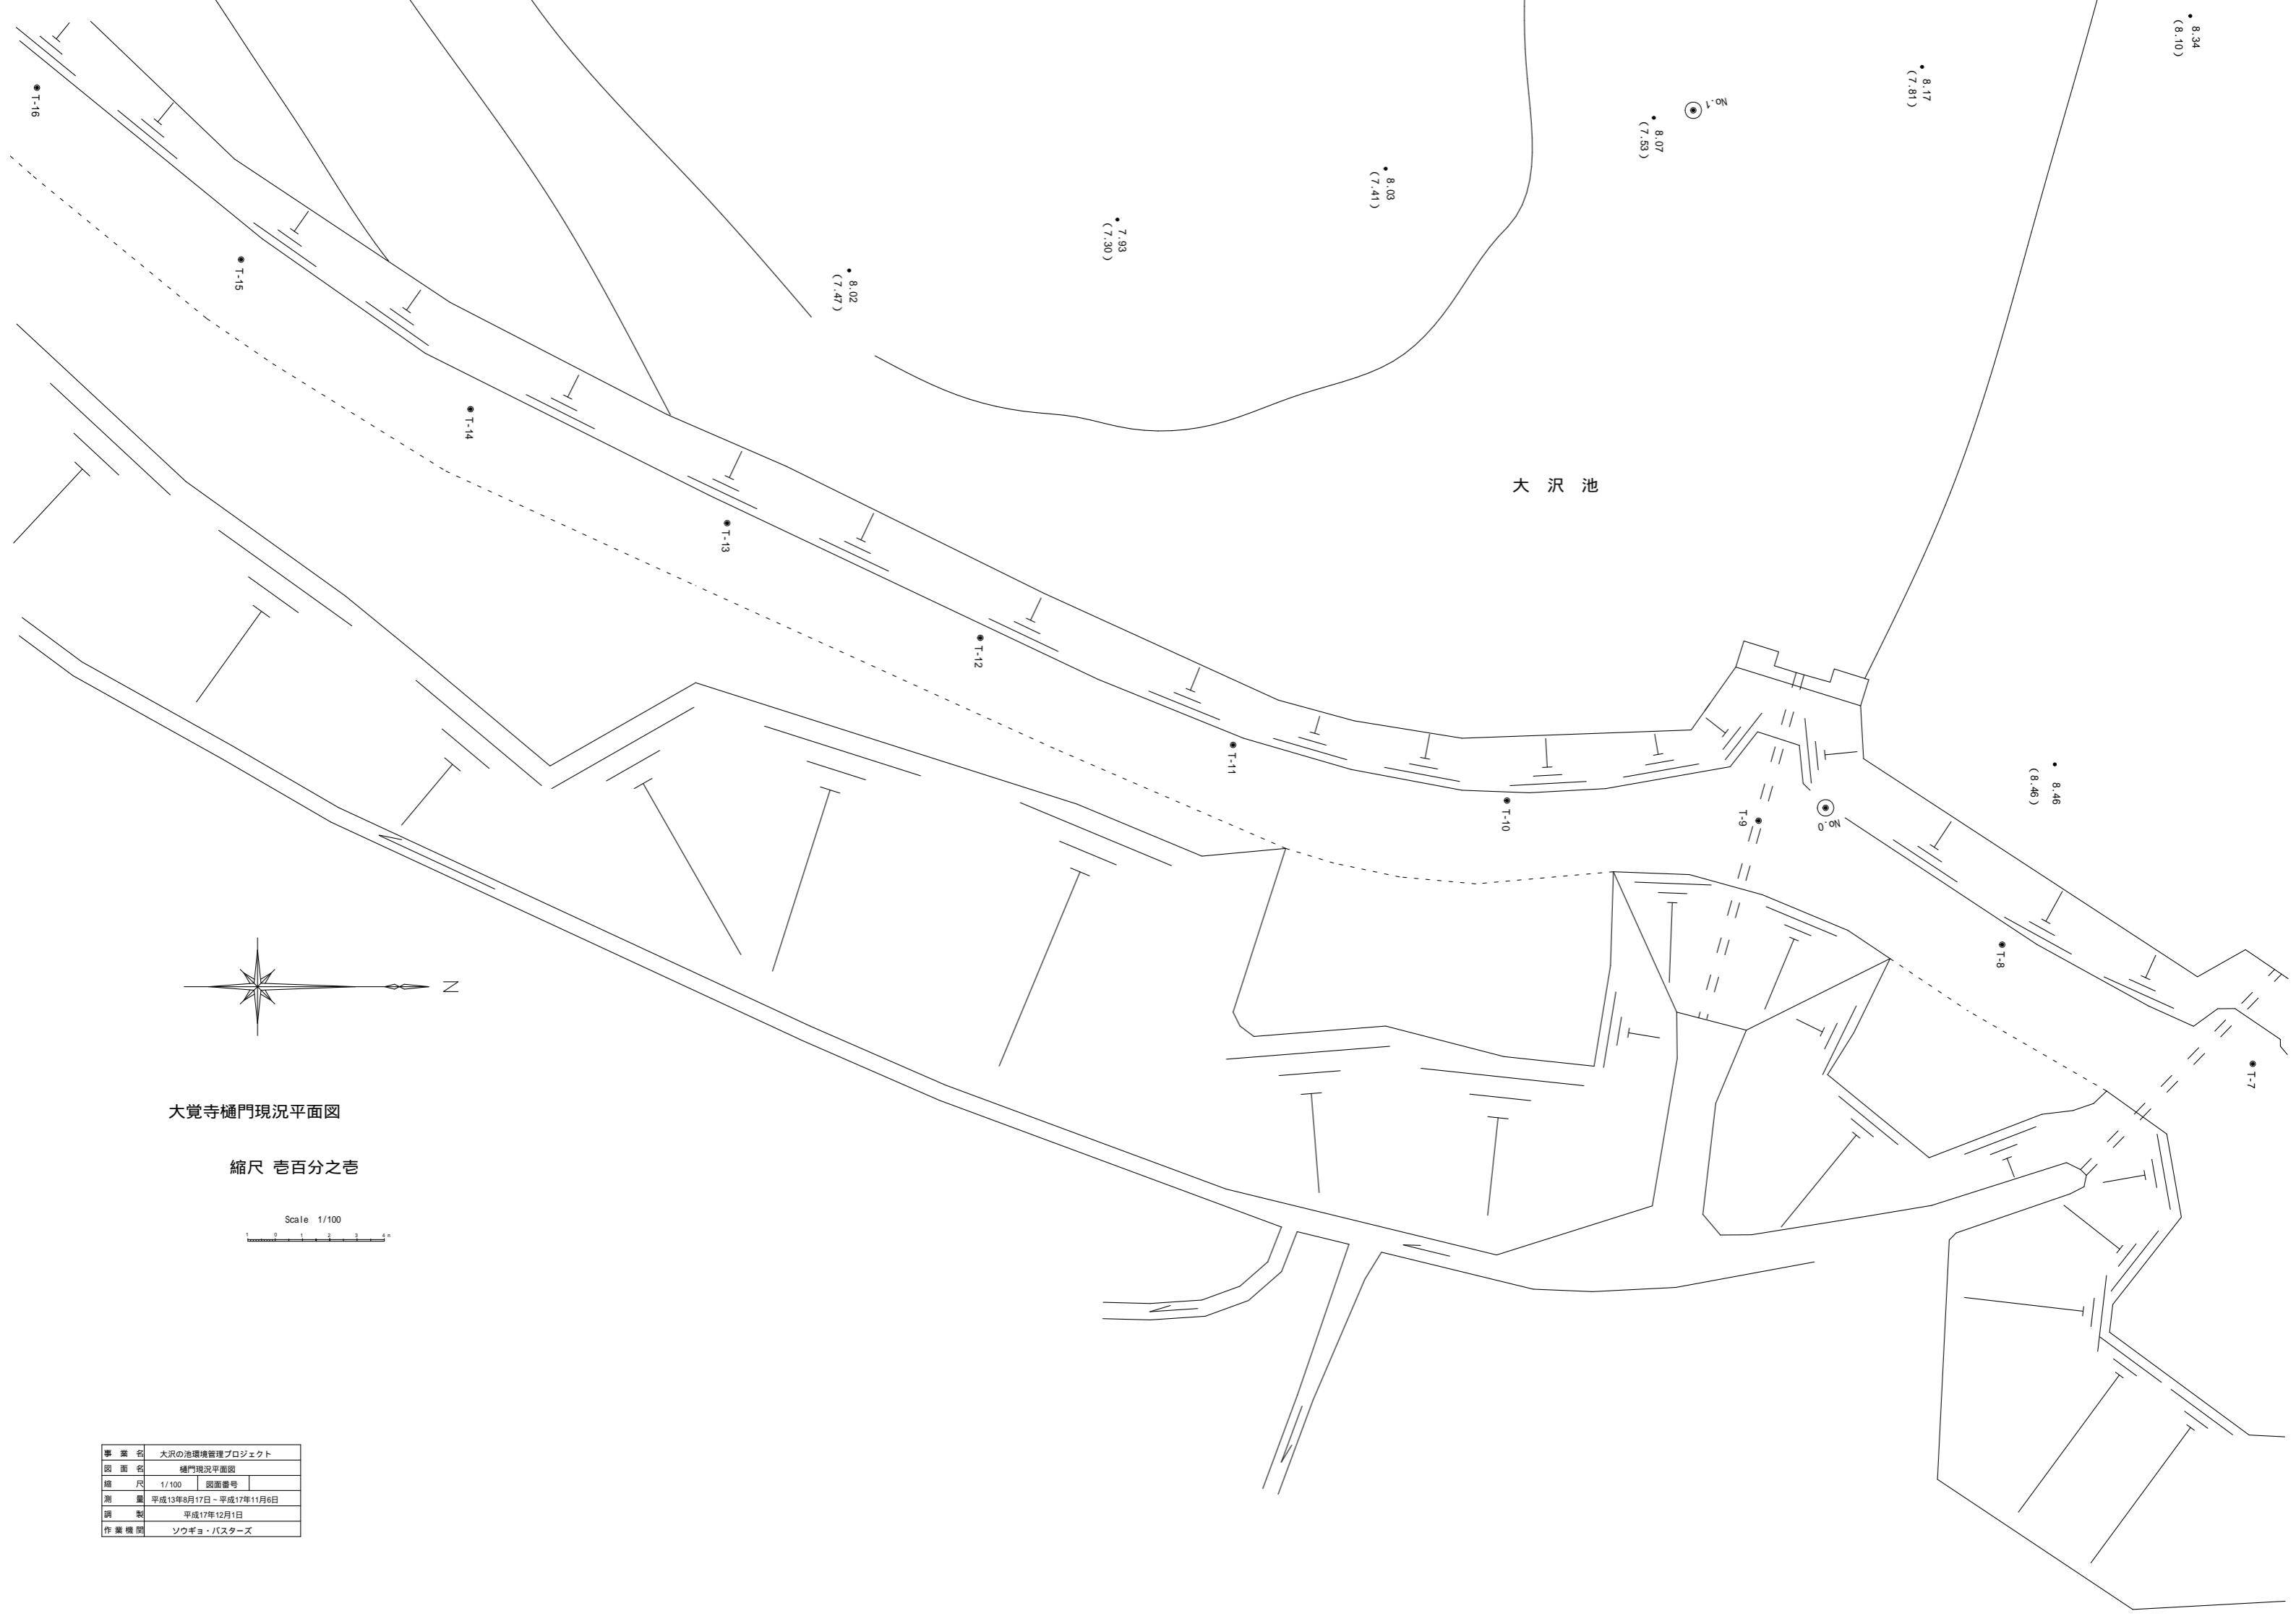 8.34
(8.10)
8.17
(7.81)
No.1
8.07
(7.53)
8.03
(7.41)
7.93
(7.30)
8.02
(7.47)
T-16
T-15
T-14
T-13
T-12
T-11
T-10
T-9
No.0
8.46
(8.46)
T-8
T-7
大 沢 池
N
大覚寺樋門現況平面図
縮尺 壱百分之壱
Scale 1/100
1 0 1 2 3 4 m
事業名 大沢の池環境管理プロジェクト
図面名 樋門現況平面図
縮尺 1/100 図面番号
測量 平成13年8月17日~平成17年11月6日
調製 平成17年12月1日
作業機関 ソウギョ・バスターズ